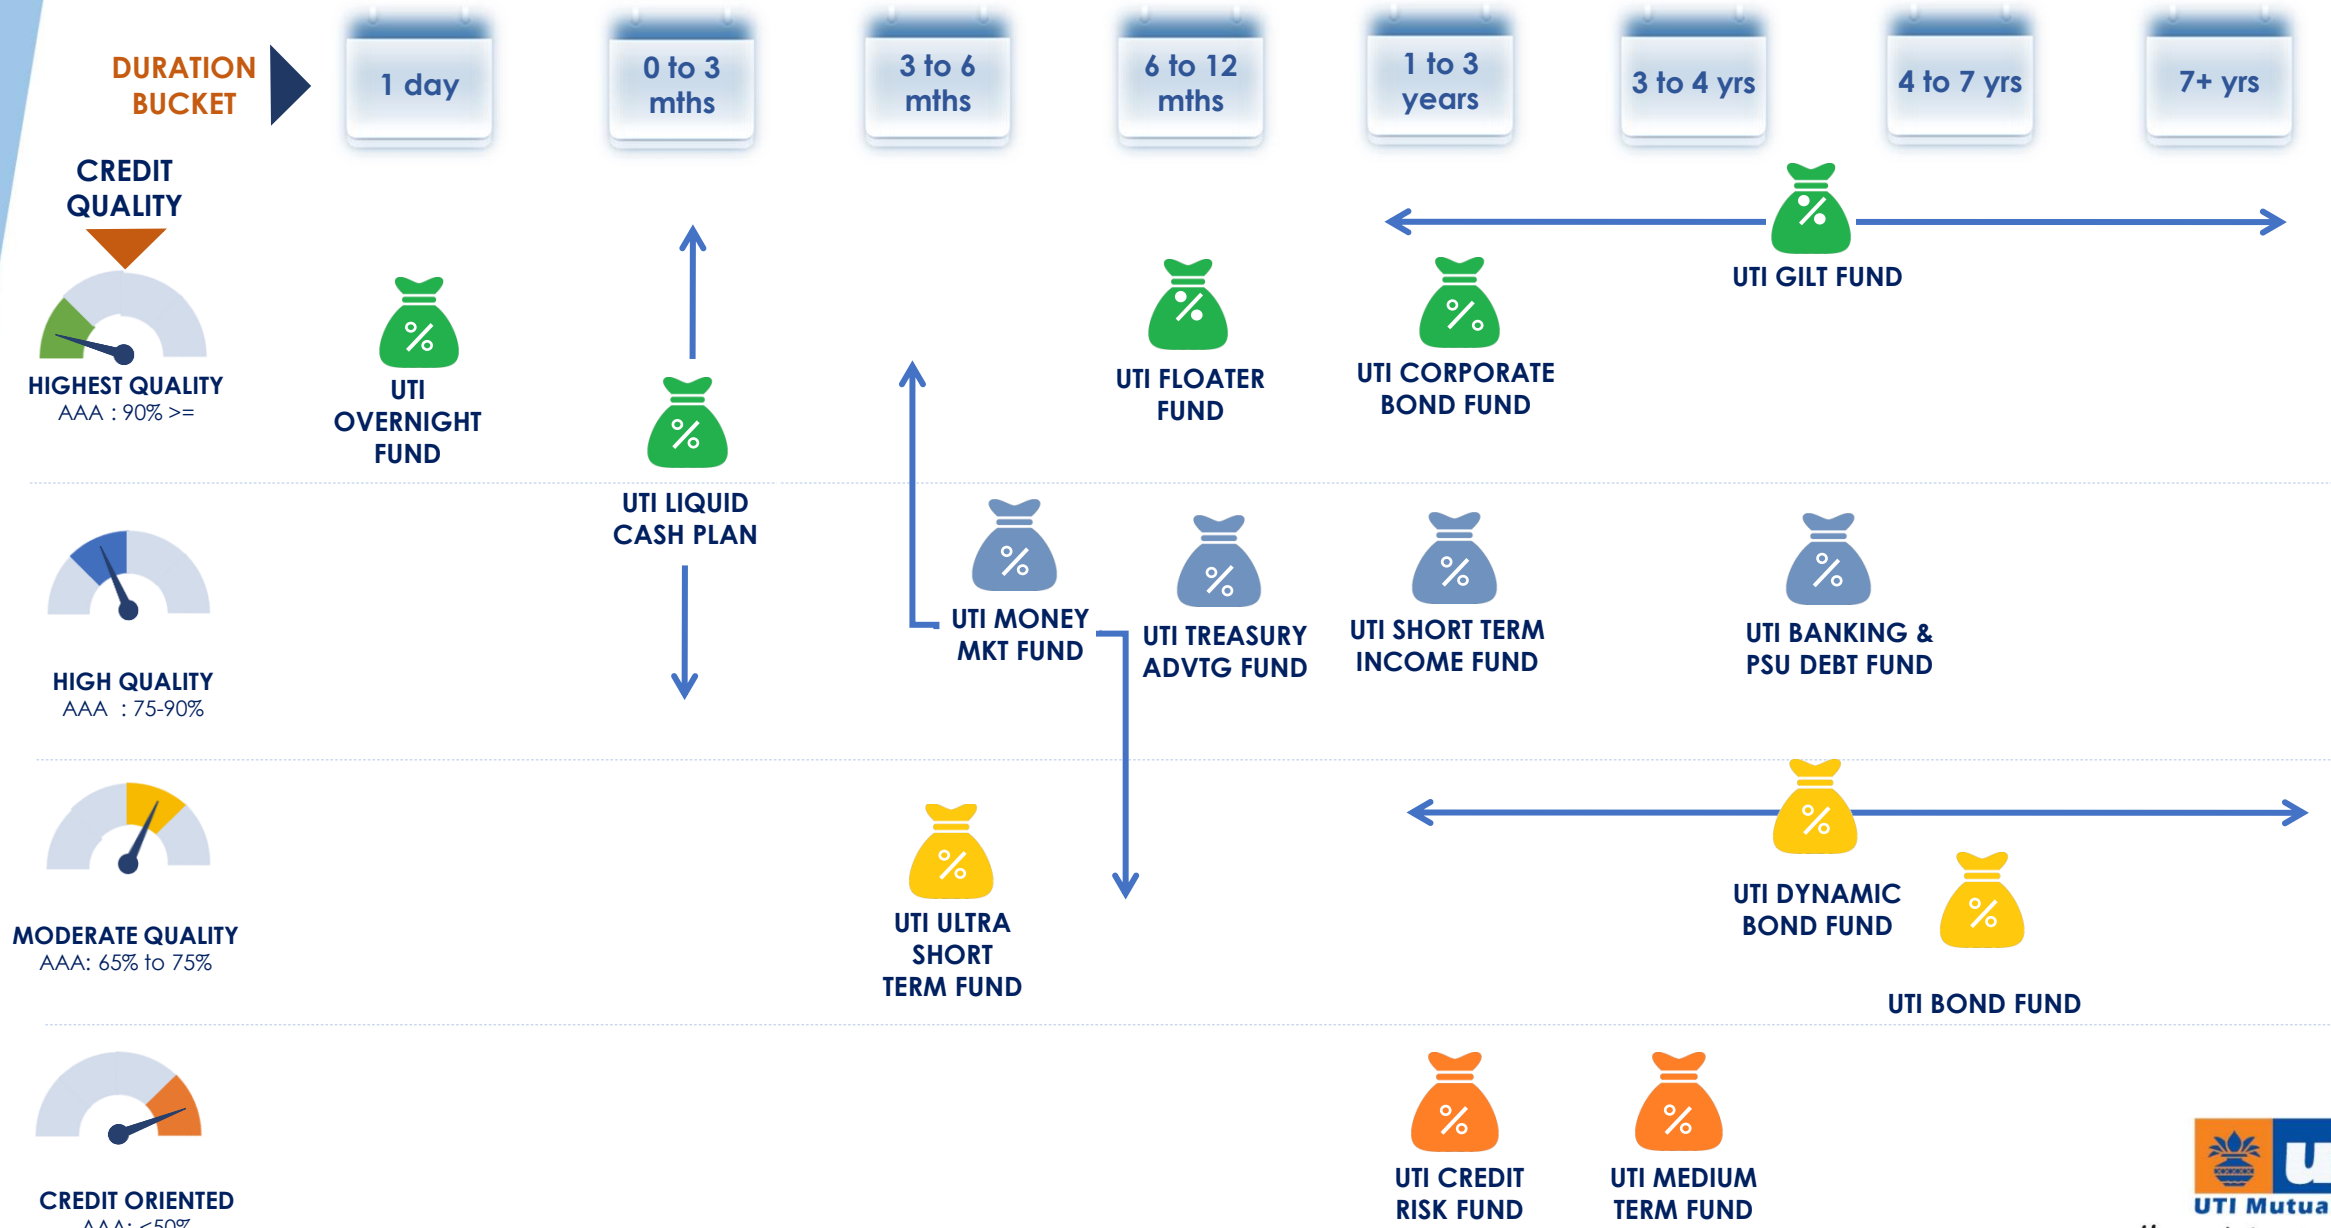 DURATION
BUCKET
1 day
0 to 3
mths
3 to 6
mths
6 to 12
mths
1 to 3
years
3 to 4 yrs
4 to 7 yrs
7+ yrs
CREDIT
QUALITY
HIGHEST QUALITY
AAA : 90% >=
%
UTI
OVERNIGHT
FUND
%
UTI LIQUID
CASH PLAN
%
UTI FLOATER
FUND
%
UTI CORPORATE
BOND FUND
%
UTI GILT FUND
HIGH QUALITY
AAA : 75-90%
%
UTI MONEY
MKT FUND
%
UTI TREASURY
ADVTG FUND
%
UTI SHORT TERM
INCOME FUND
%
UTI BANKING &
PSU DEBT FUND
MODERATE QUALITY
AAA: 65% to 75%
%
UTI ULTRA
SHORT
TERM FUND
%
UTI DYNAMIC
BOND FUND
%
UTI BOND FUND
CREDIT ORIENTED
AAA: <50%
%
UTI CREDIT
RISK FUND
%
UTI MEDIUM
TERM FUND
u
UTI Mutua